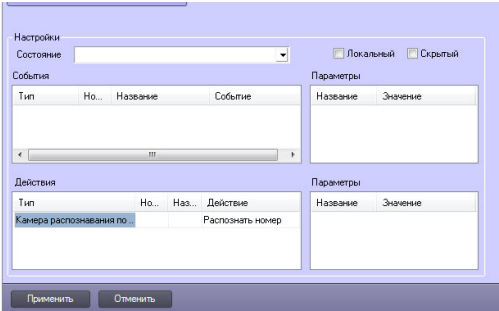 Настройки
Состояние
Локальный
Скрытый
События
Параметры
Тип Но... Название Событие
Название Значение
Действия
Параметры
Тип Но... Наз... Действие
Название Значение
Камера распознавания по ... Распознать номер
Применить
Отменить